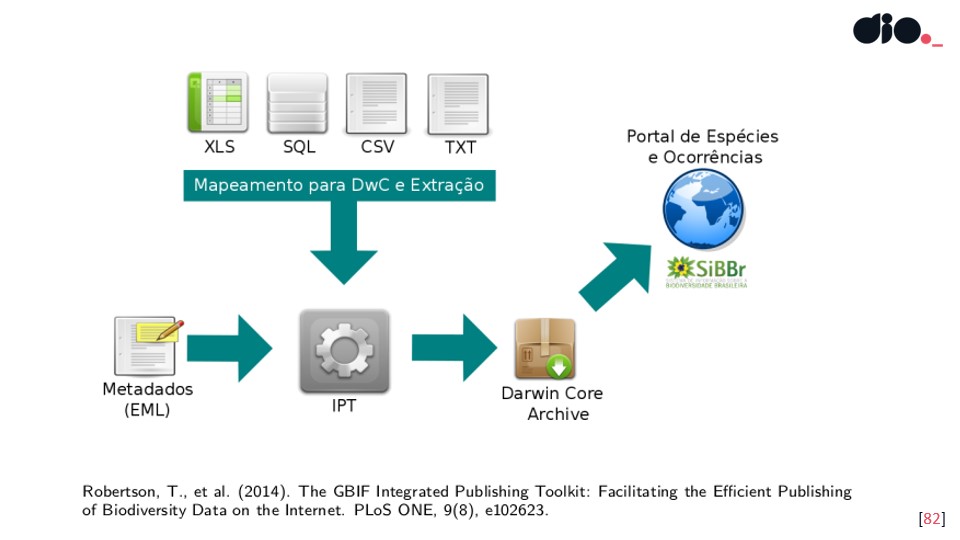 dio._
XLS
SQL
CSV
TXT
Mapeamento para DwC e Extração
Portal de Espécies
e Ocorrências
SiBBr
BIODIVERSIDADE BRASILEIRA
Metadados
(EML)
IPT
Darwin Core
Archive
Robertson, T., et al. (2014). The GBIF Integrated Publishing Toolkit: Facilitating the Efficient Publishing
of Biodiversity Data on the Internet. PLoS ONE, 9(8), e102623.
[82]